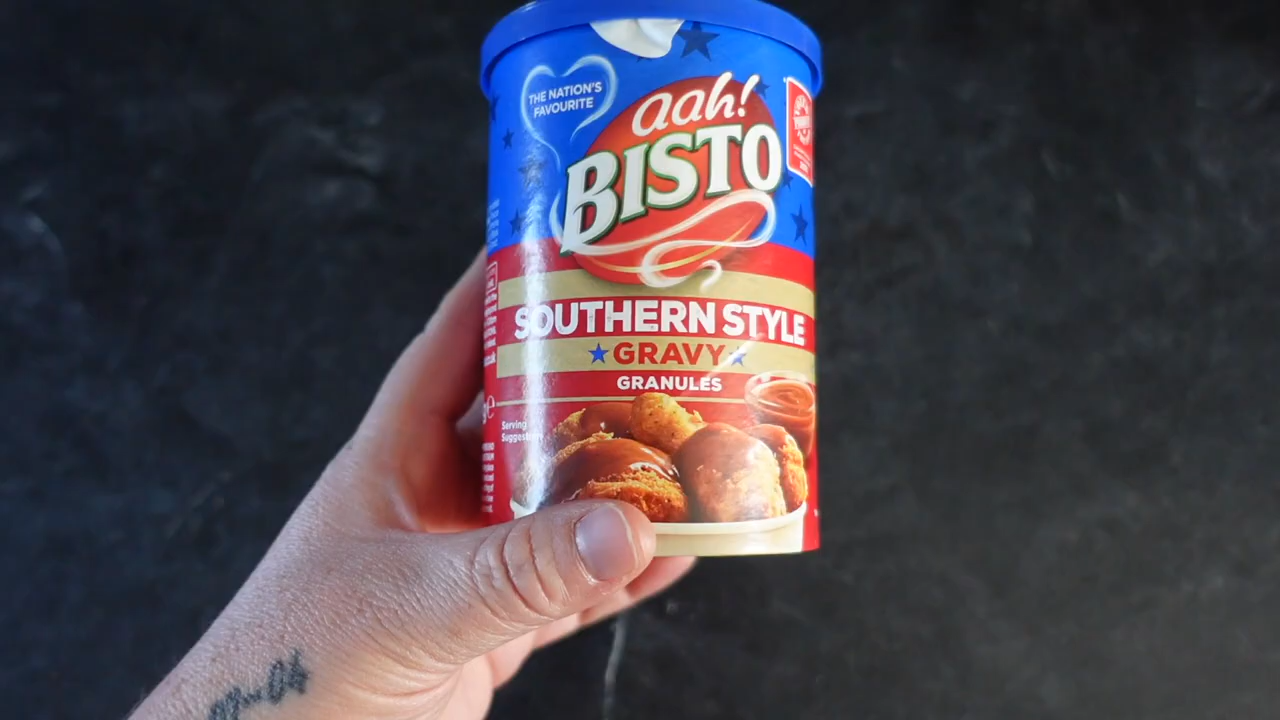 THE NATION'S
FAVOURITE
aah!
BISTO
SOUTHERN STYLE
GRAVY
GRANULES
Serving
Suggestion